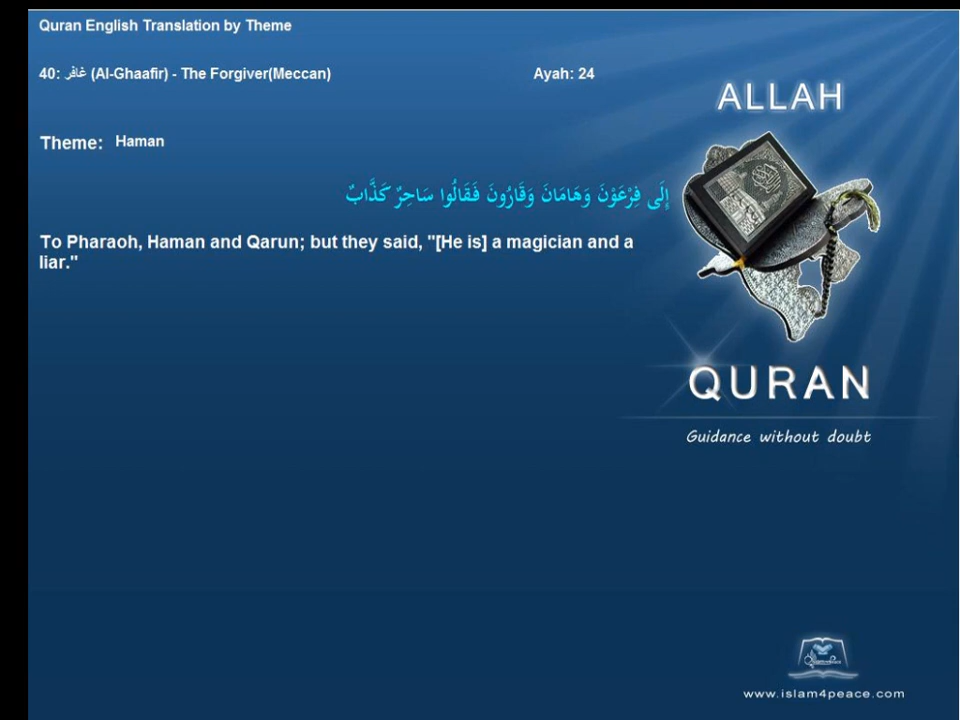 Quran English Translation by Theme
40: غافر (Al-Ghaafir) - The Forgiver(Meccan) Ayah: 24
ALLAH
Theme: Haman
إِلَى فِرْعَوْنَ وَهَامَانَ وَقَارُونَ فَقَالُوا سَاحِرٌ كَذَّابٌ
To Pharaoh, Haman and Qarun; but they said, "[He is] a magician and a
liar."
QURAN
Guidance without doubt
www.islam4peace.com